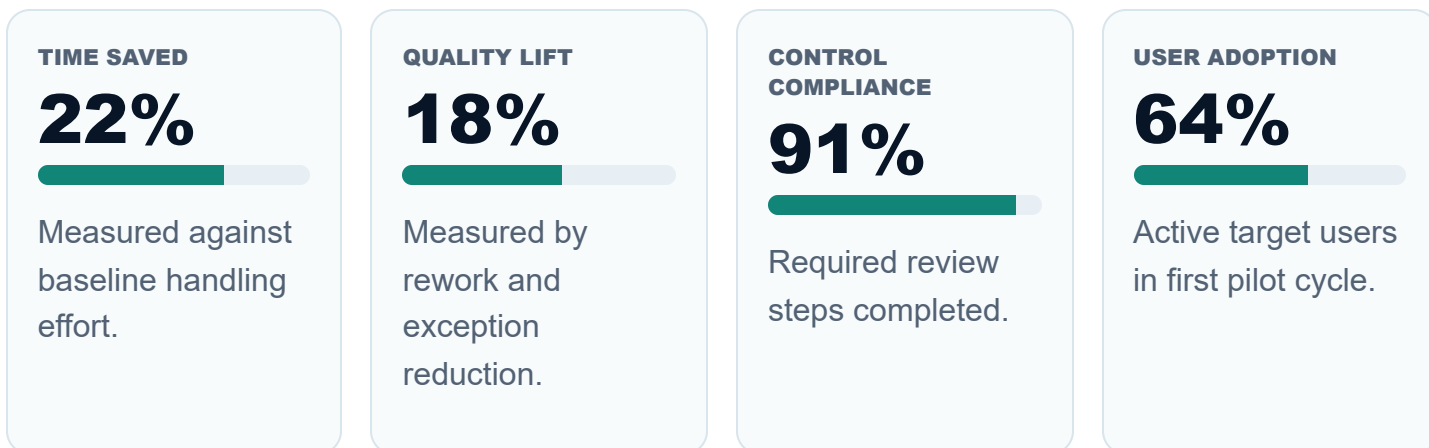 TIME SAVED
22%
Measured against
baseline handling
effort.
QUALITY LIFT
18%
Measured by
rework and
exception
reduction.
CONTROL
COMPLIANCE
91%
Required review
steps completed.
USER ADOPTION
64%
Active target users
in first pilot cycle.